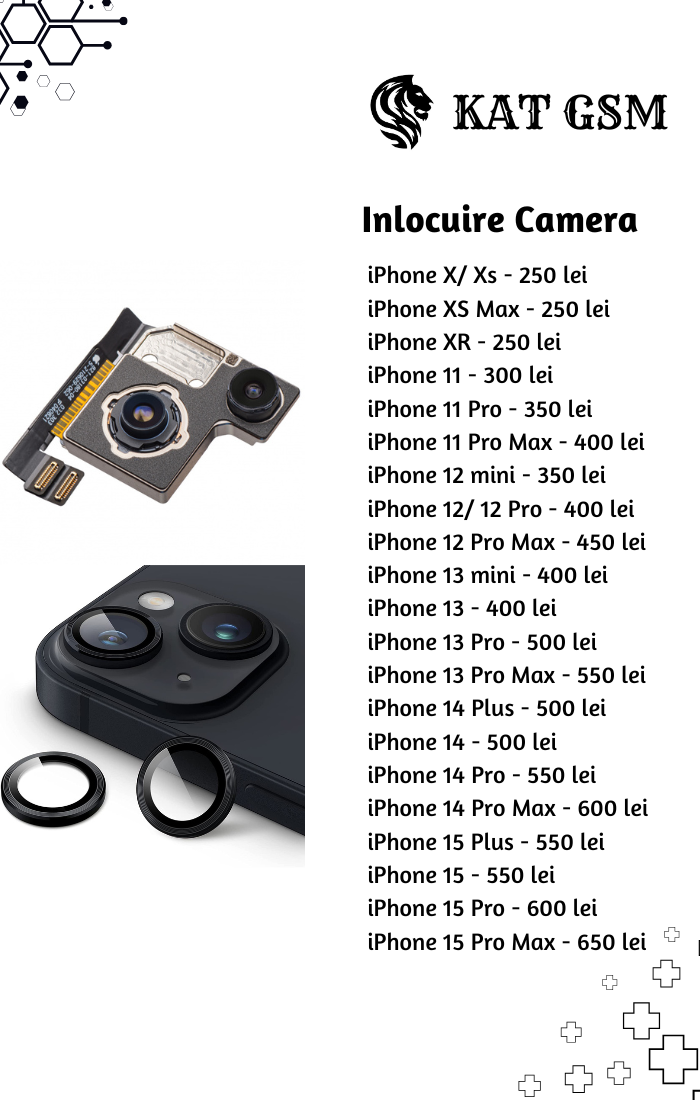 KAT GSM
Inlocuire Camera
iPhone X/ Xs - 250 lei
iPhone XS Max - 250 lei
iPhone XR - 250 lei
iPhone 11 - 300 lei
iPhone 11 Pro - 350 lei
iPhone 11 Pro Max - 400 lei
iPhone 12 mini - 350 lei
iPhone 12/ 12 Pro - 400 lei
iPhone 12 Pro Max - 450 lei
iPhone 13 mini - 400 lei
iPhone 13 - 400 lei
iPhone 13 Pro - 500 lei
iPhone 13 Pro Max - 550 lei
iPhone 14 Plus - 500 lei
iPhone 14 - 500 lei
iPhone 14 Pro - 550 lei
iPhone 14 Pro Max - 600 lei
iPhone 15 Plus - 550 lei
iPhone 15 - 550 lei
iPhone 15 Pro - 600 lei
iPhone 15 Pro Max - 650 lei